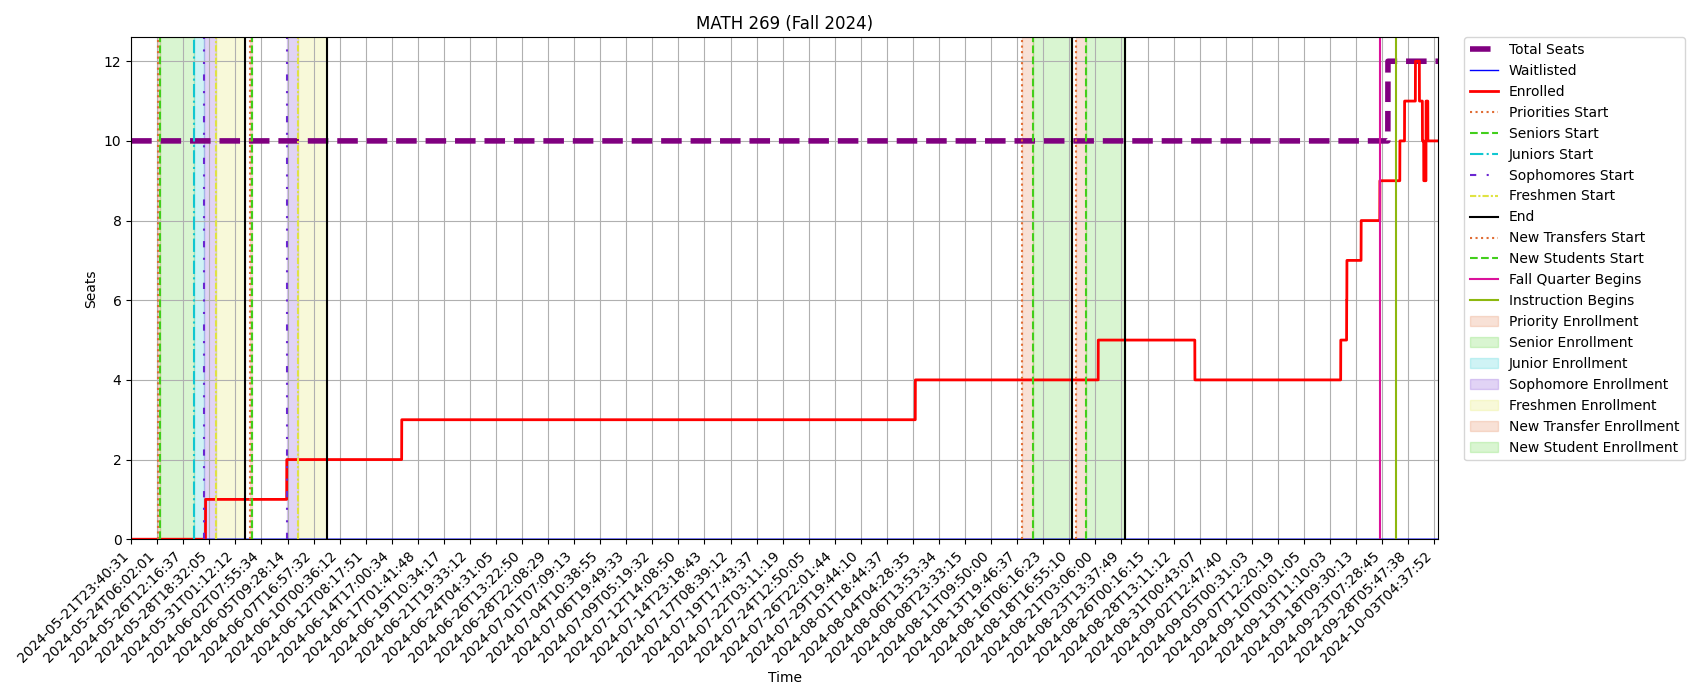 MATH 269 (Fall 2024)
Seats
12
10
8
6
4
2
0
2024-05-21T23:40:31
2024-05-24T06:02:01
2024-05-26T12:16:37
2024-05-28T18:32:05
2024-05-31T01:12:12
2024-06-02T07:55:34
2024-06-05T09:28:14
2024-06-07T16:57:32
2024-06-10T00:36:12
2024-06-12T08:17:51
2024-06-14T17:00:34
2024-06-17T01:41:48
2024-06-19T10:34:17
2024-06-21T19:33:12
2024-06-24T04:31:05
2024-06-26T13:22:50
2024-06-28T22:08:29
2024-07-01T07:09:13
2024-07-04T10:38:55
2024-07-06T19:49:33
2024-07-09T05:19:32
2024-07-12T14:08:50
2024-07-14T23:18:43
2024-07-17T08:39:12
2024-07-19T17:43:37
2024-07-22T03:11:19
2024-07-24T12:50:05
2024-07-26T22:01:44
2024-07-29T19:44:10
2024-08-01T18:44:37
2024-08-04T04:28:35
2024-08-06T13:53:34
2024-08-08T23:33:15
2024-08-11T09:50:00
2024-08-13T19:46:37
2024-08-16T06:16:23
2024-08-18T16:55:10
2024-08-21T03:06:00
2024-08-23T13:37:49
2024-08-26T00:16:15
2024-08-28T13:11:12
2024-08-31T00:43:07
2024-09-02T12:47:40
2024-09-05T00:31:03
2024-09-07T12:20:19
2024-09-10T00:01:05
2024-09-13T11:10:03
2024-09-18T09:30:13
2024-09-23T07:28:45
2024-09-28T05:47:38
2024-10-03T04:37:52
Time
Total Seats
Waitlisted
Enrolled
Priorities Start
Seniors Start
Juniors Start
Sophomores Start
Freshmen Start
End
New Transfers Start
New Students Start
Fall Quarter Begins
Instruction Begins
Priority Enrollment
Senior Enrollment
Junior Enrollment
Sophomore Enrollment
Freshmen Enrollment
New Transfer Enrollment
New Student Enrollment